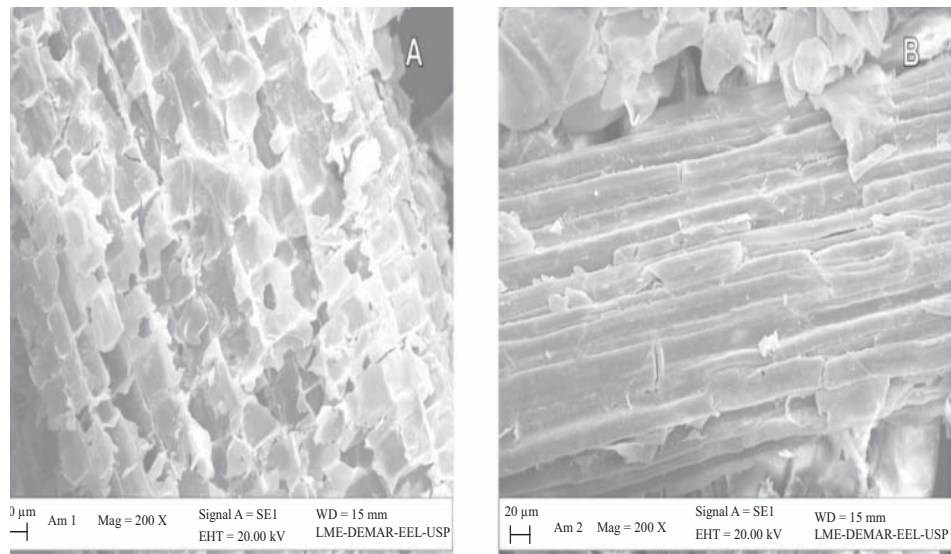 A
0 µm
Am 1 Mag = 200 X
Signal A = SE1
EHT = 20.00 kV
WD = 15 mm
LME-DEMAR-EEL-USP
B
20 µm
Am 2 Mag = 200 X
Signal A = SE1
EHT = 20.00 kV
WD = 15 mm
LME-DEMAR-EEL-USP